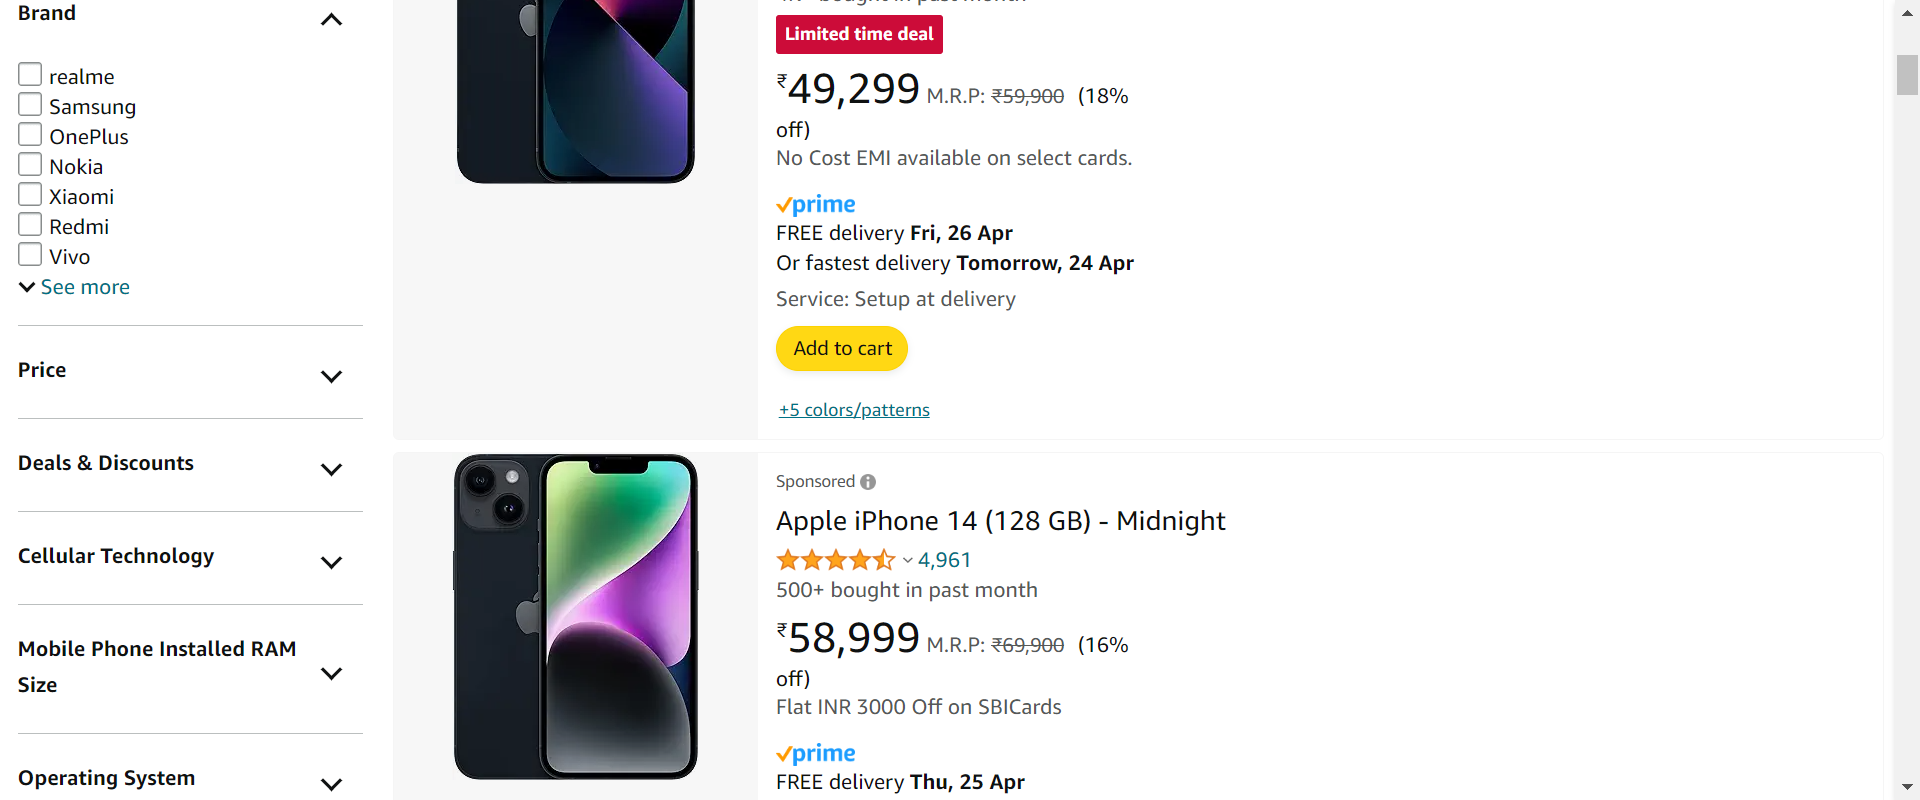 Brand
realme
Samsung
OnePlus
Nokia
Xiaomi
Redmi
Vivo
See more
Price
Deals & Discounts
Cellular Technology
Mobile Phone Installed RAM
Size
Operating System
Limited time deal
₹49,299 M.R.P: ₹59,900 (18%
off)
No Cost EMI available on select cards.
prime
FREE delivery Fri, 26 Apr
Or fastest delivery Tomorrow, 24 Apr
Service: Setup at delivery
Add to cart
+5 colors/patterns
Sponsored
Apple iPhone 14 (128 GB) - Midnight
4,961
500+ bought in past month
₹58,999 M.R.P: ₹69,900 (16%
off)
Flat INR 3000 Off on SBICards
prime
FREE delivery Thu, 25 Apr